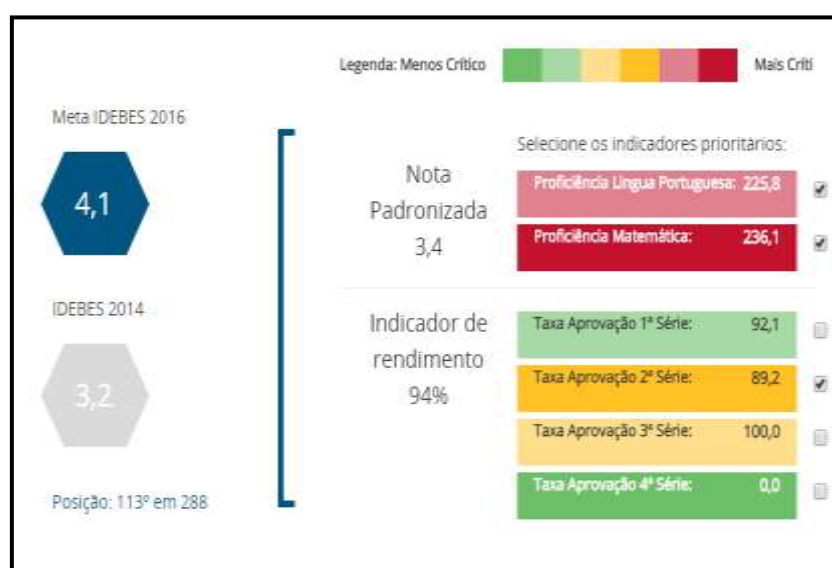 Legenda: Menos Crítico
Mais Críti
Meta IDEBES 2016
4,1
IDEBES 2014
3,2
Posição: 113º em 288
Selecione os indicadores prioritários:
Nota
Padronizada
3,4
Proficiência Língua Portuguesa: 225,8
Proficiência Matemática: 236,1
Indicador de
rendimento
94%
Taxa Aprovação 1ª Série: 92,1
Taxa Aprovação 2ª Série: 89,2
Taxa Aprovação 3ª Série: 100,0
Taxa Aprovação 4ª Série: 0,0